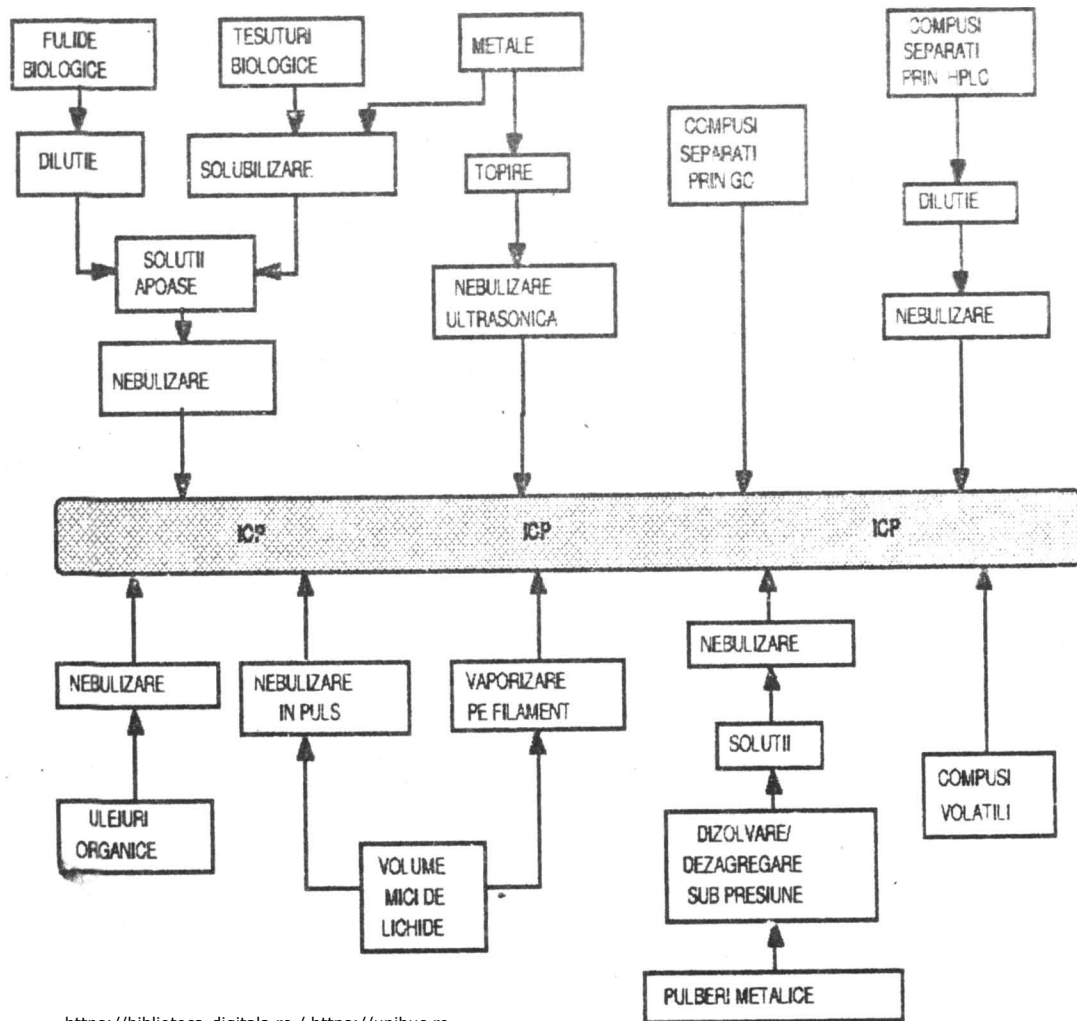 FULIDE
BIOLOGICE
TESUTURI
BIOLOGICE
METALE
COMPUSI
SEPARATI
PRIN HPLC
DILUTIE
SOLUBILIZARE
TOPIRE
COMPUSI
SEPARATI
PRIN GC
DILUTIE
SOLUTII
APOASE
NEBULIZARE
ULTRASONICA
NEBULIZARE
NEBULIZARE
ICP
ICP
ICP
NEBULIZARE
NEBULIZARE
IN PULS
VAPORIZARE
PE FILAMENT
NEBULIZARE
SOLUTII
COMPUSI
VOLATILI
ULEIURI
ORGANICE
VOLUME
MICI DE
LICHIDE
DIZOLVARE/
DEZAGREGARE
SUB PRESIUNE
PULBERI METALICE